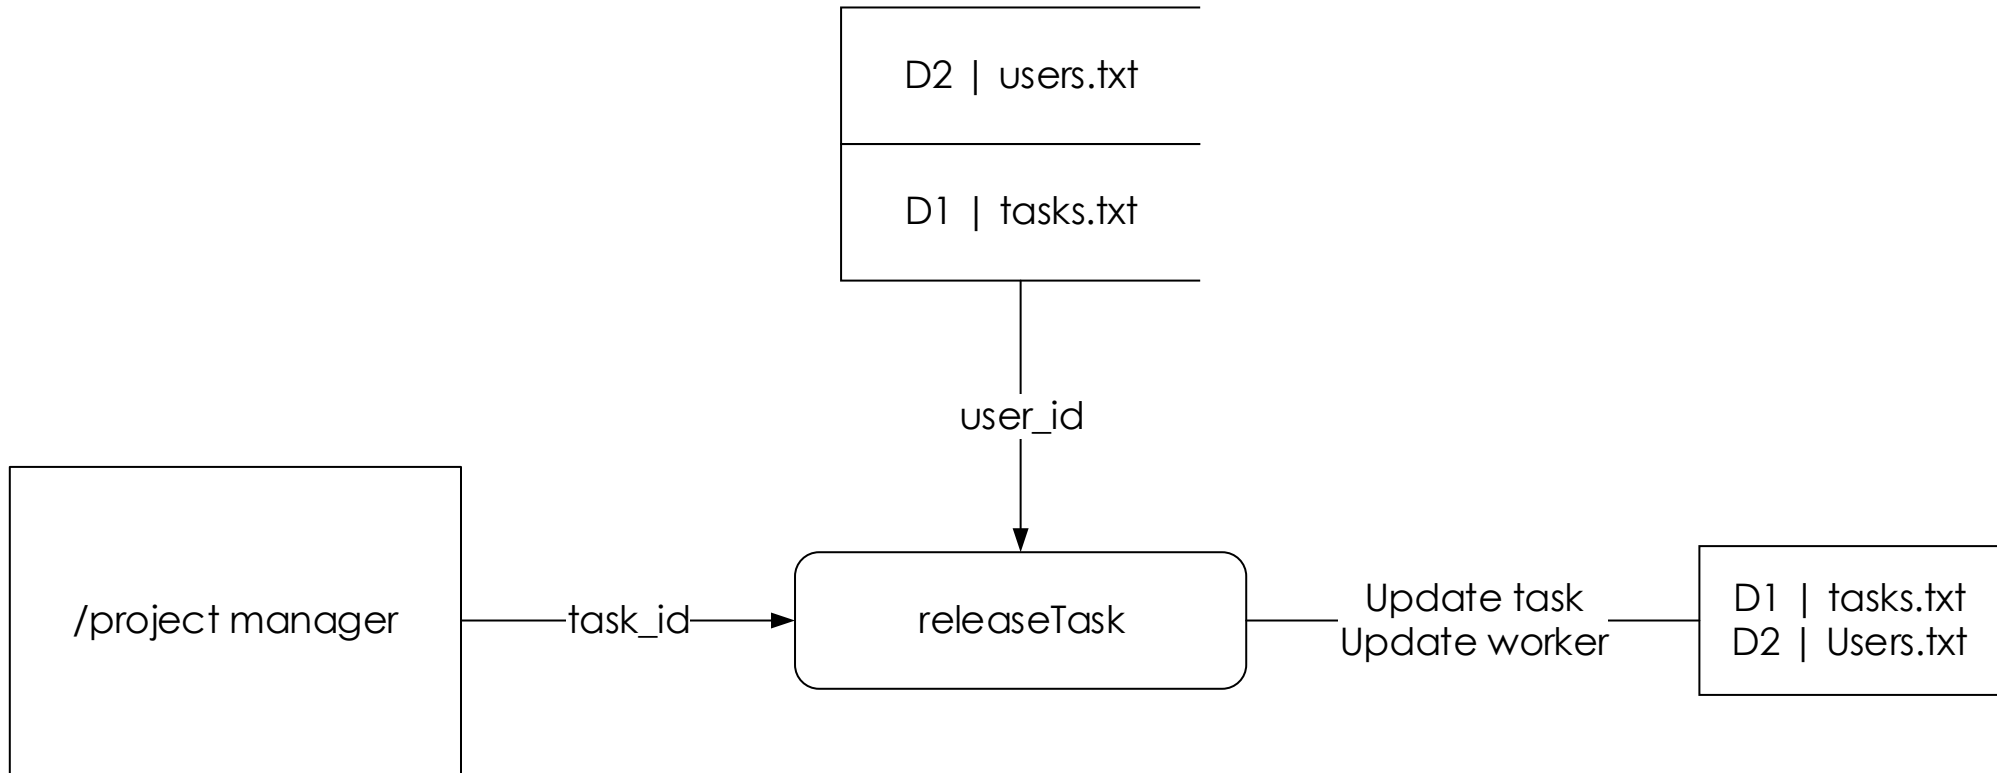 D2 | users.txt
D1 | tasks.txt
user_id
/project manager
task_id
releaseTask
Update task
Update worker
D1 | tasks.txt
D2 | Users.txt